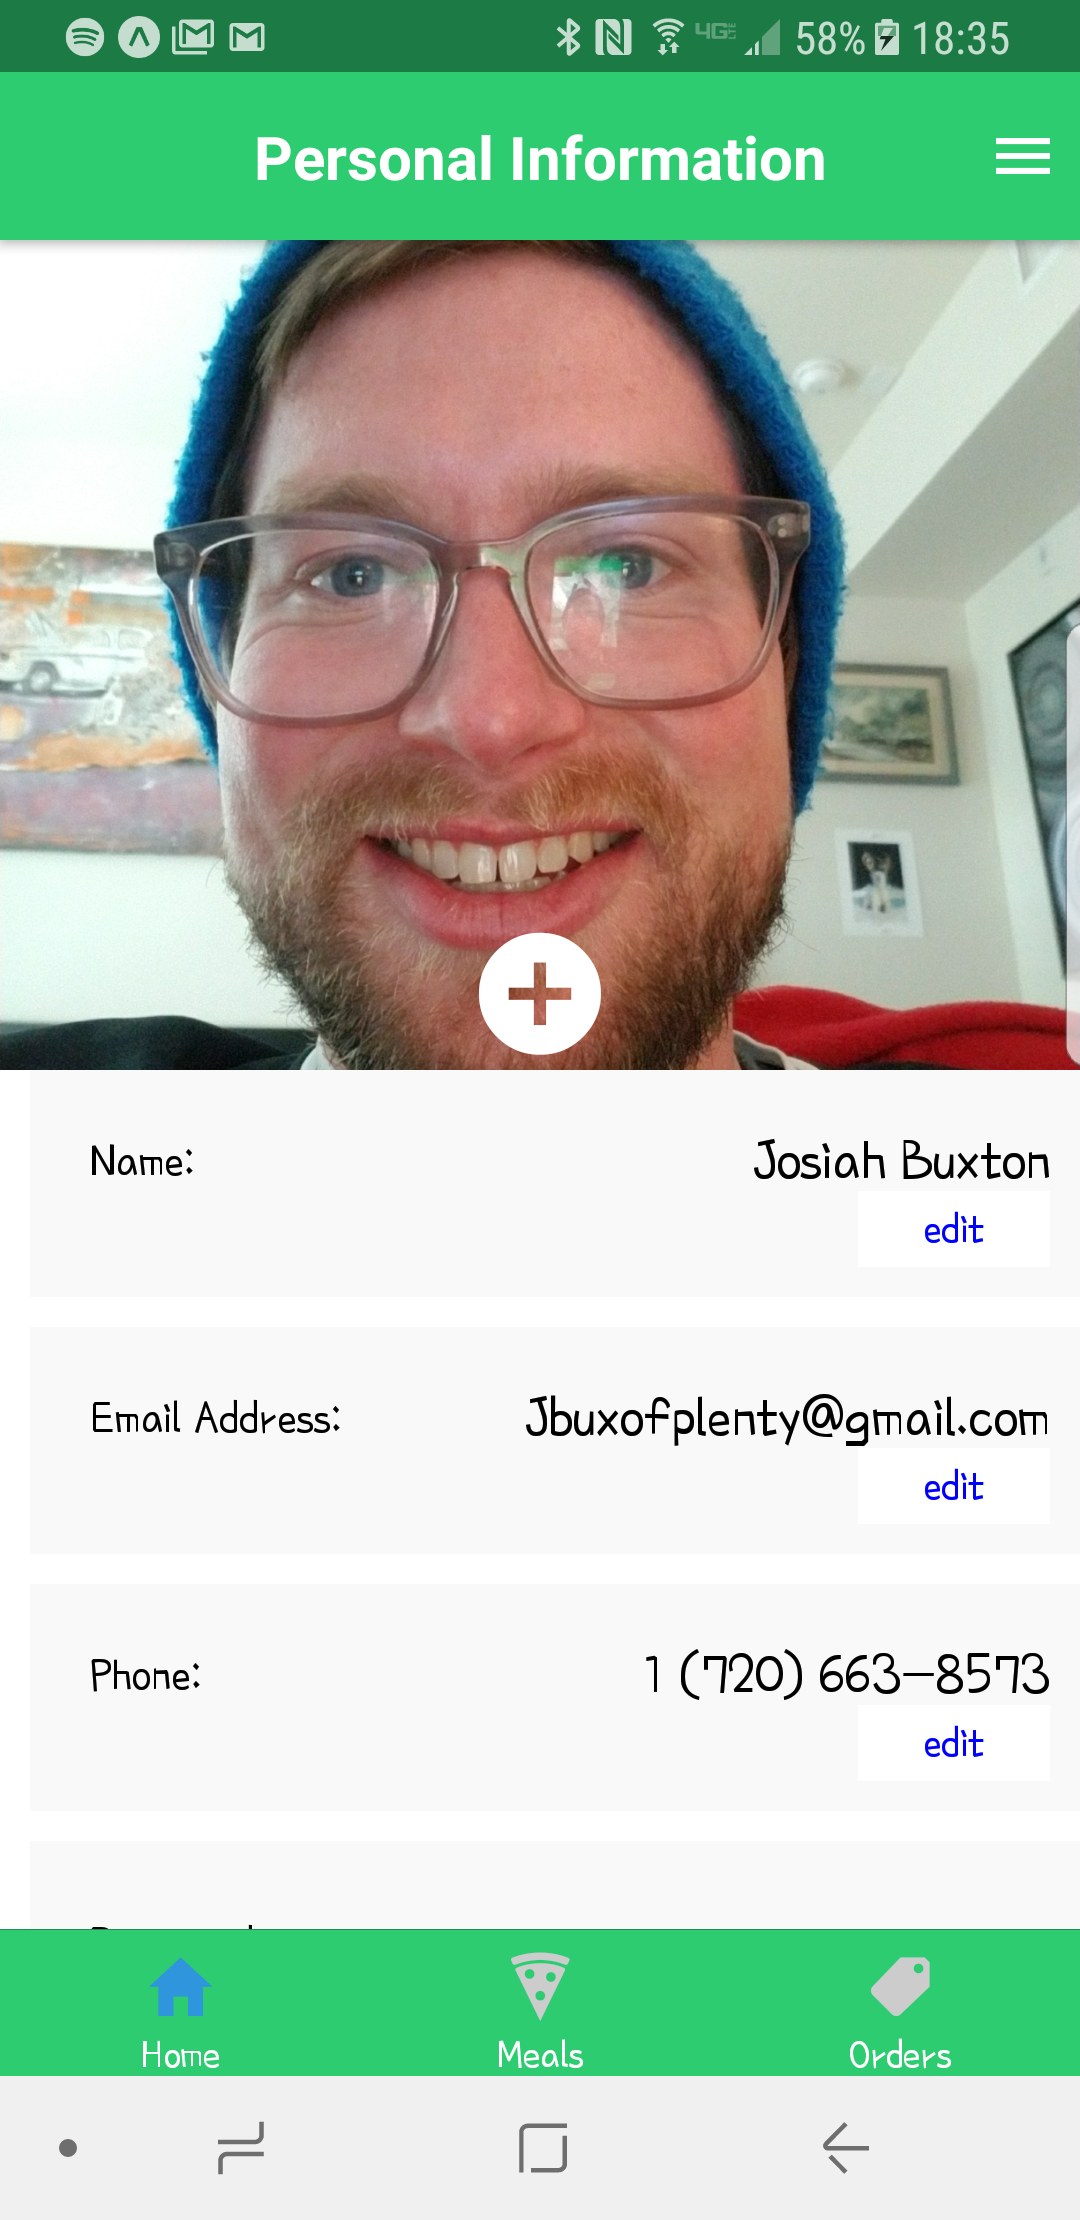 58% 18:35
Personal Information
Name: Josiah Buxton
edit
Email Address: Jbuxofplenty@gmail.com
edit
Phone: 1 (720) 663-8573
edit
Home Meals Orders